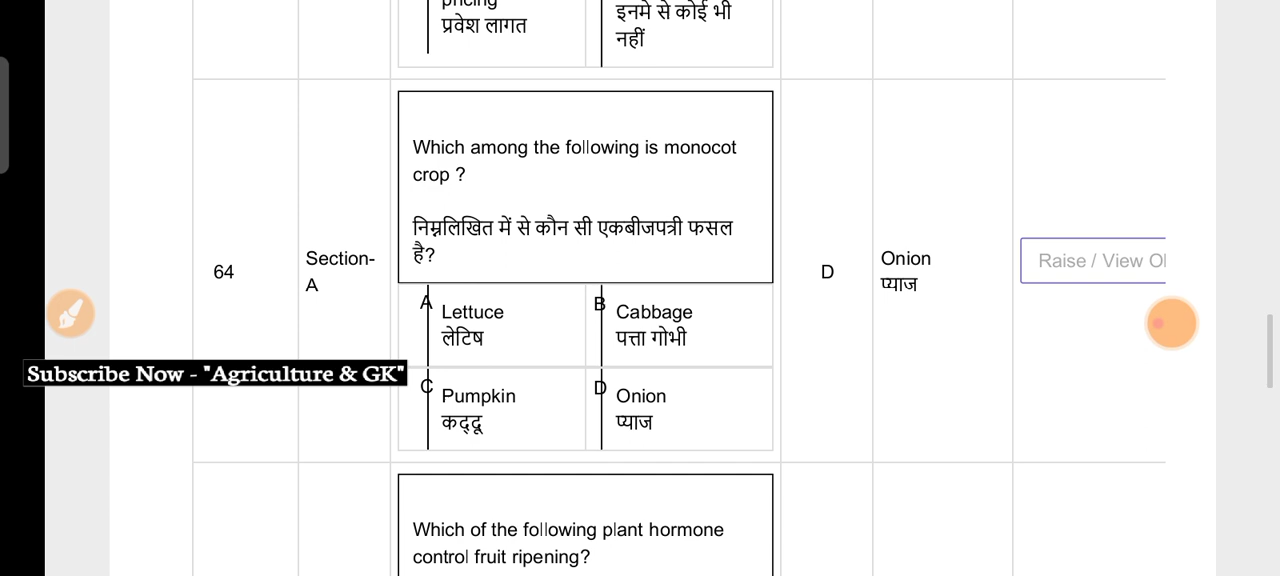 pricing
प्रवेश लागत
इनमे से कोई भी
नहीं
64
Section-
A
Which among the following is monocot
crop ?
निम्नलिखित में से कौन सी एकबीजपत्री फसल
है?
A
Lettuce
लेटिष
B
Cabbage
पत्ता गोभी
C
Pumpkin
कद्दू
D
Onion
प्याज
D
Onion
प्याज
Raise / View O
Subscribe Now - "Agriculture & GK"
Which of the following plant hormone
control fruit ripening?